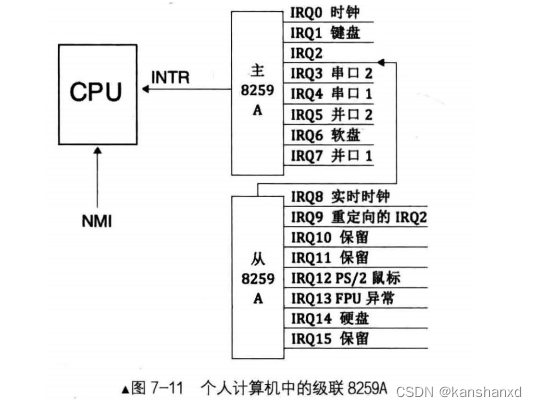 IRQ0 时钟
IRQ1 键盘
IRQ2
IRQ3 串口 2
IRQ4 串口 1
IRQ5 并口 2
IRQ6 软盘
IRQ7 并口 1
主
8259
A
INTR
CPU
NMI
IRQ8 实时时钟
IRQ9 重定向的 IRQ2
IRQ10 保留
IRQ11 保留
IRQ12 PS/2 鼠标
IRQ13 FPU 异常
IRQ14 硬盘
IRQ15 保留
从
8259
A
▲图 7-11 个人计算机中的级联 8259A
CSDN @kanshanxd